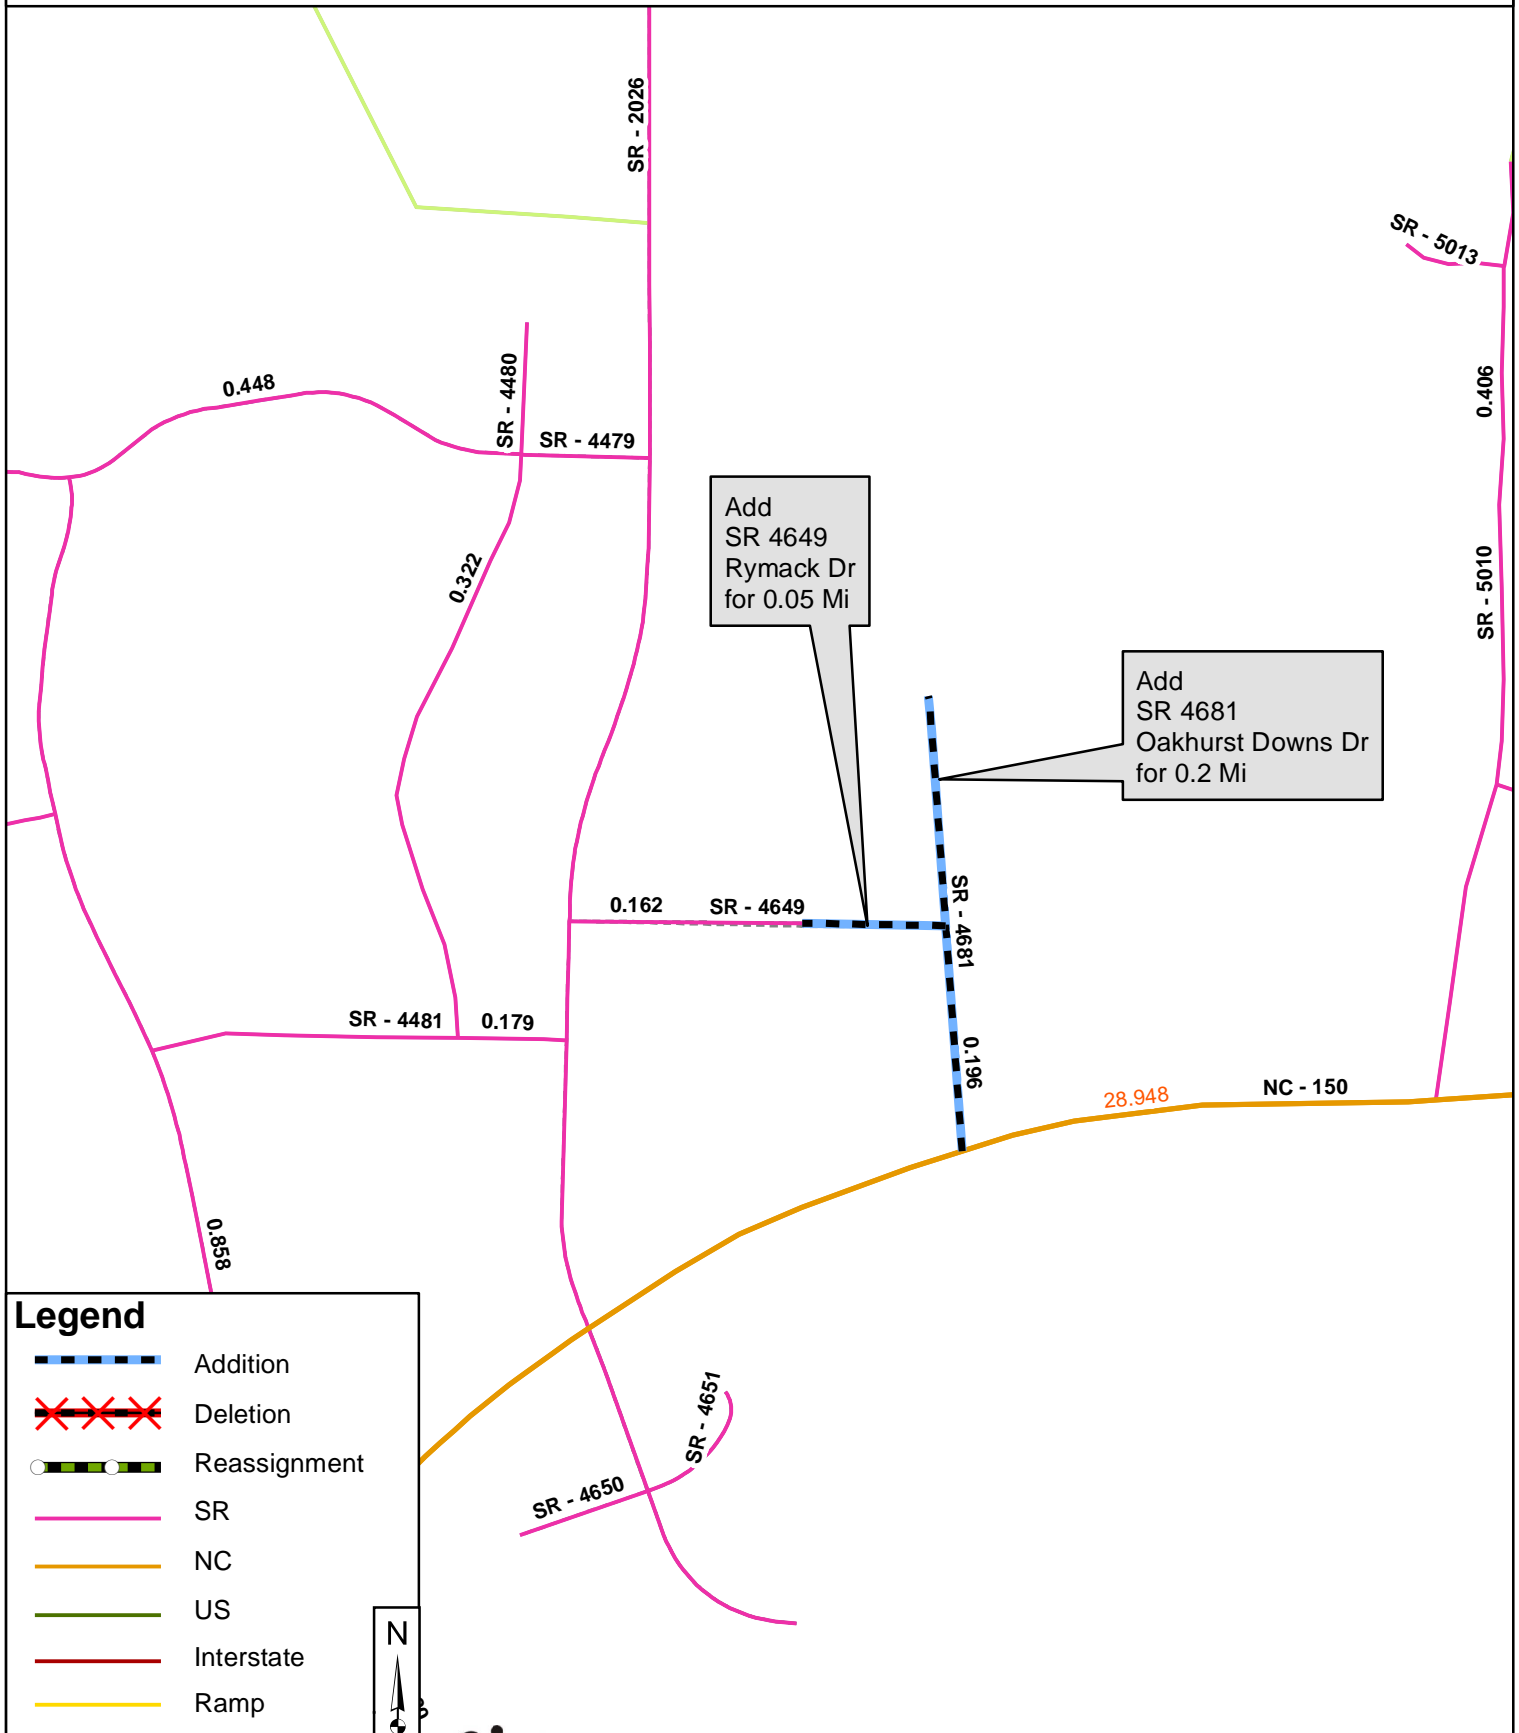 SR - 2026
SR - 5013
0.448
SR - 4480
SR - 4479
0.406
Add
SR 4649
Rymack Dr
for 0.05 Mi
0.322
SR - 5010
Add
SR 4681
Oakhurst Downs Dr
for 0.2 Mi
0.162
SR - 4649
SR - 4681
SR - 4481
0.179
0.196
28.948
NC - 150
0.858
Legend
Addition
Deletion
Reassignment
SR
NC
US
Interstate
Ramp
SR - 4651
SR - 4650
N